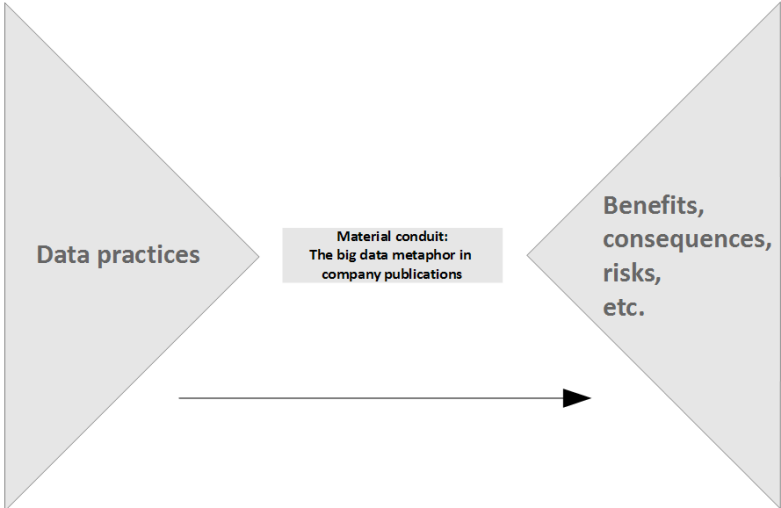 Data practices
Material conduit:
The big data metaphor in
company publications
Benefits,
consequences,
risks,
etc.